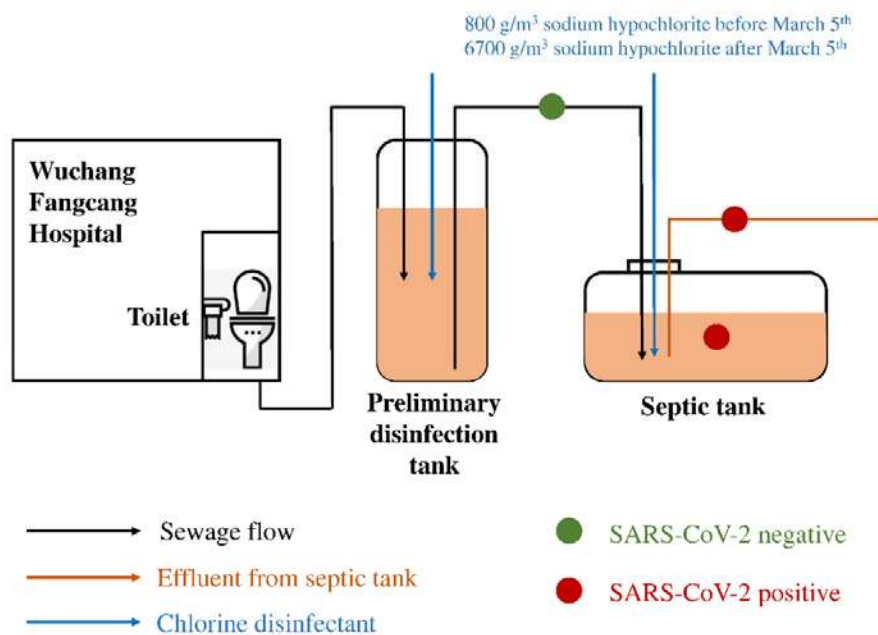 800 g/m³ sodium hypochlorite before March 5ᵗʰ
6700 g/m³ sodium hypochlorite after March 5ᵗʰ
Wuchang
Fangcang
Hospital
Toilet
Preliminary
disinfection
tank
Septic tank
Sewage flow
Effluent from septic tank
Chlorine disinfectant
SARS-CoV-2 negative
SARS-CoV-2 positive